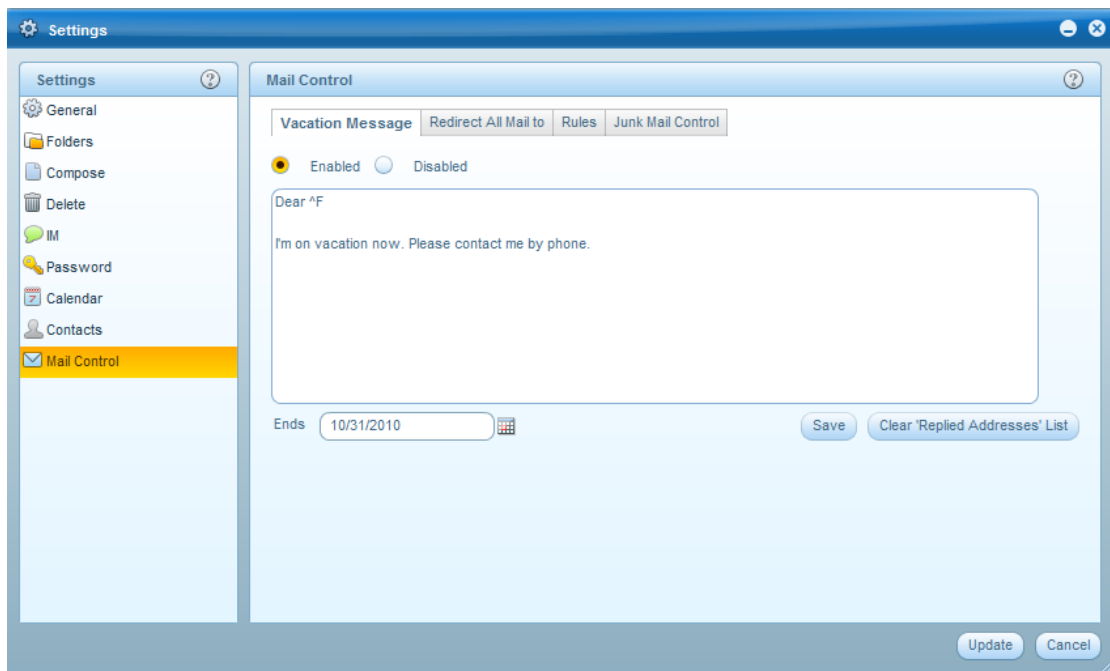 Settings
Settings
General
Folders
Compose
Delete
IM
Password
7 Calendar
Contacts
Mail Control
Mail Control
Vacation Message Redirect All Mail to Rules Junk Mail Control
Enabled Disabled
Dear ^F
I'm on vacation now. Please contact me by phone.
Ends 10/31/2010 Save Clear 'Replied Addresses' List
Update Cancel